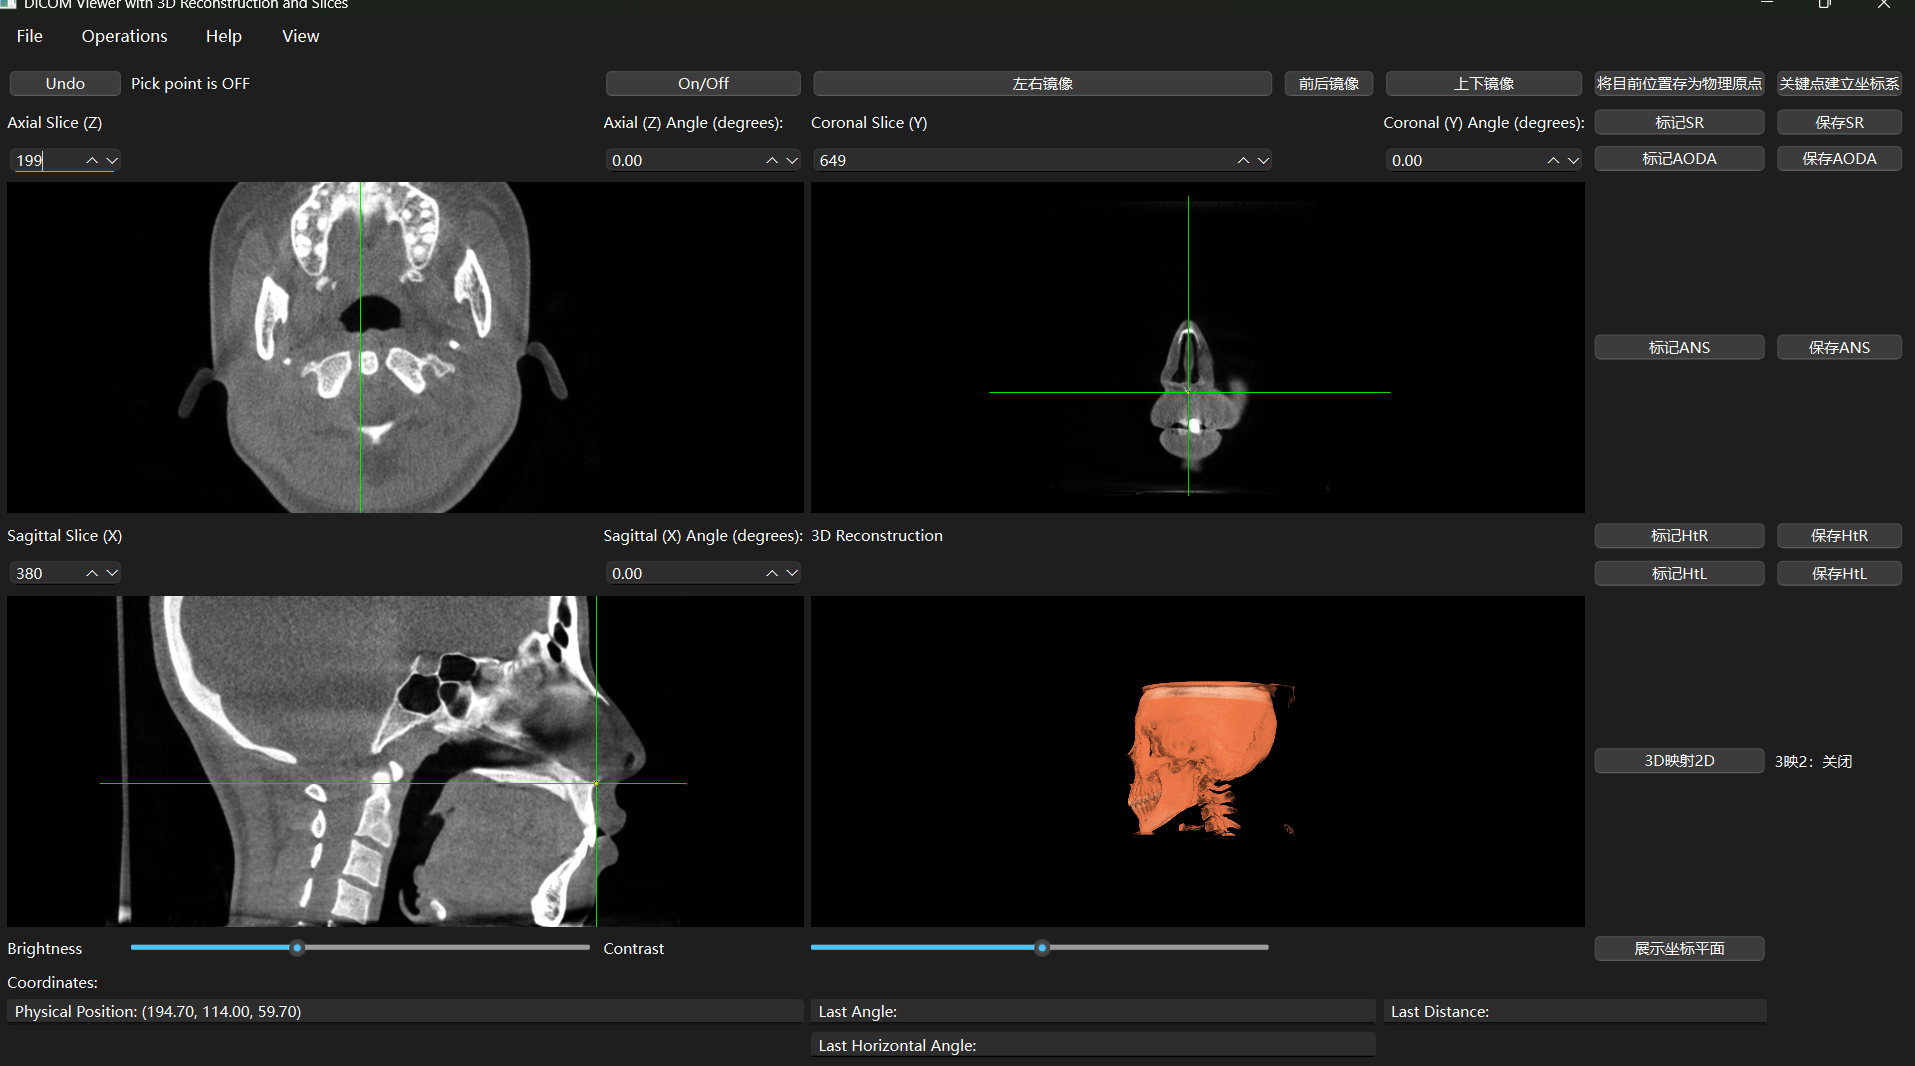 DICOM Viewer with 3D Reconstruction and Slices
File Operations Help View
Undo Pick point is OFF On/Off 左右镜像 前后镜像 上下镜像 将目前位置存为物理原点 关键点建立坐标系
Axial Slice (Z) Axial (Z) Angle (degrees): Coronal Slice (Y) Coronal (Y) Angle (degrees): 标记SR 保存SR
199 0.00 649 0.00 标记AODA 保存AODA
标记ANS 保存ANS
Sagittal Slice (X) Sagittal (X) Angle (degrees): 3D Reconstruction 标记HtR 保存HtR
380 0.00 标记HtL 保存HtL
3D映射2D 3映2：关闭
Brightness Contrast 展示坐标平面
Coordinates:
Physical Position: (194.70, 114.00, 59.70) Last Angle: Last Distance:
Last Horizontal Angle: